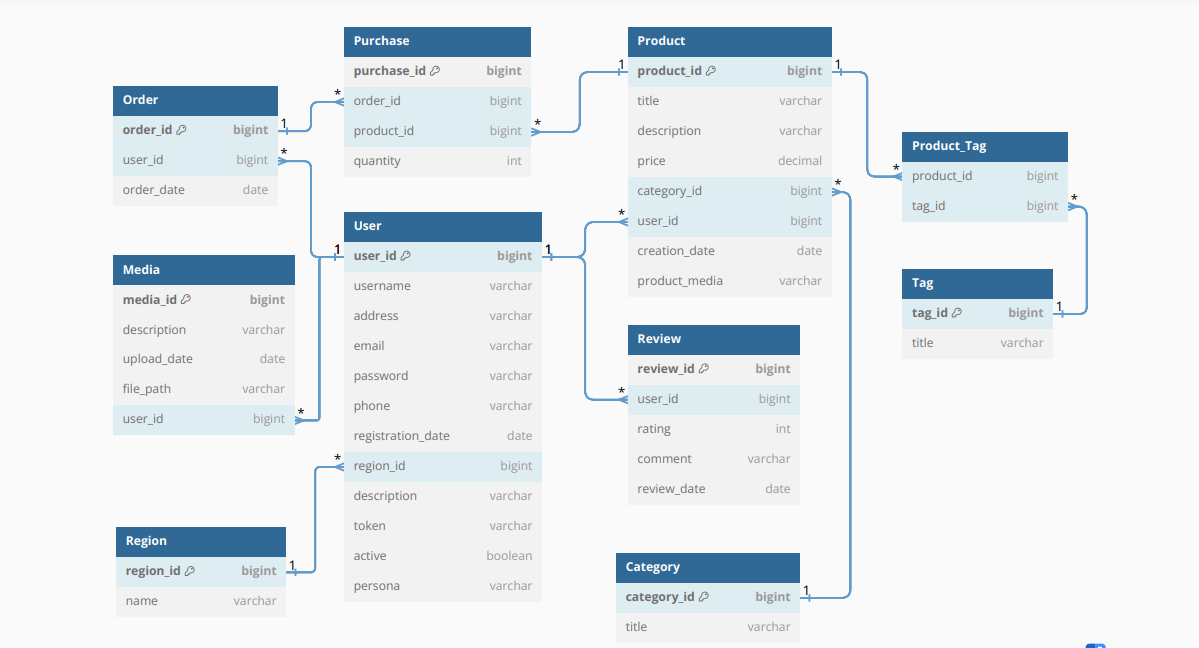 Purchase
purchase_id bigint
* order_id bigint
product_id bigint *
quantity int
Order
order_id bigint 1
user_id bigint *
order_date date
Product
1 product_id bigint 1
title varchar
description varchar
price decimal
category_id bigint *
* user_id bigint
creation_date date
product_media varchar
Product_Tag
* product_id bigint
tag_id bigint *
User
1 user_id bigint 1
username varchar
address varchar
email varchar
password varchar
phone varchar
registration_date date
* region_id bigint
description varchar
token varchar
active boolean
persona varchar
Media
media_id bigint
description varchar
upload_date date
file_path varchar
user_id bigint *
Tag
tag_id bigint 1
title varchar
Review
review_id bigint
* user_id bigint
rating int
comment varchar
review_date date
Region
region_id bigint 1
name varchar
Category
category_id bigint 1
title varchar